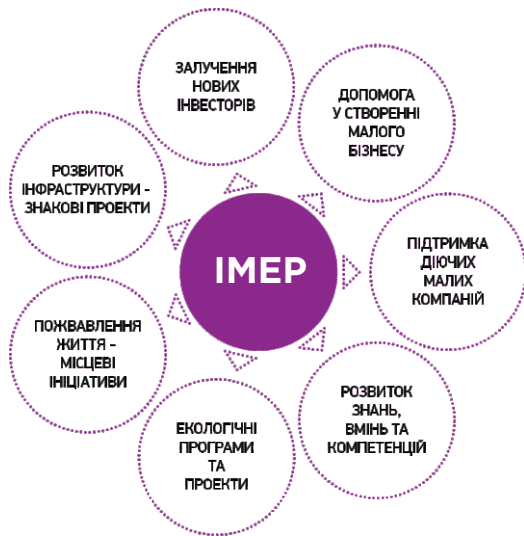 ЗАЛУЧЕННЯ
НОВИХ
ІНВЕСТОРІВ
ДОПОМОГА
У СТВОРЕННІ
МАЛОГО
БІЗНЕСУ
ПІДТРИМКА
ДІЮЧИХ
МАЛИХ
КОМПАНІЙ
РОЗВИТОК
ЗНАНЬ,
ВМІНЬ ТА
КОМПЕТЕНЦІЙ
ЕКОЛОГІЧНІ
ПРОГРАМИ
ТА
ПРОЕКТИ
ПОЖВАВЛЕННЯ
ЖИТТЯ -
МІСЦЕВІ
ІНІЦІАТИВИ
РОЗВИТОК
ІНФРАСТРУКТУРИ -
ЗНАКОВІ ПРОЕКТИ
ІМЕР